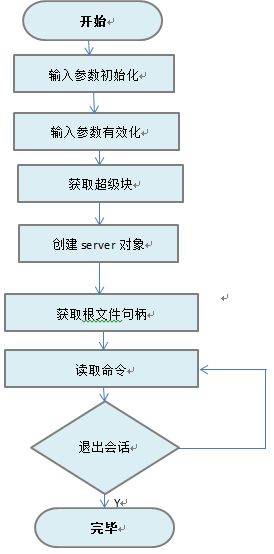 开始
输入参数初始化
输入参数有效化
获取超级块
创建 server 对象
获取根文件句柄
读取命令
退出会话
Y
完毕